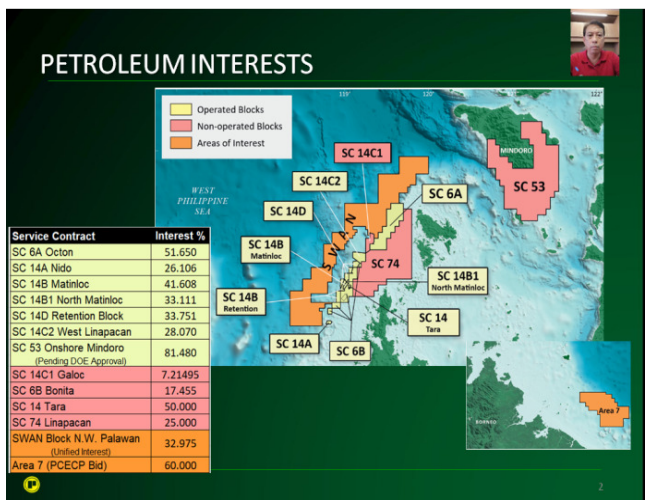 PETROLEUM INTERESTS
119°
120°
122°
Operated Blocks
Non-operated Blocks
Areas of Interest
SC 14C1
MINDORO
SC 53
SC 14C2
SC 6A
WEST
PHILIPPINE
SEA
SC 14D
SWAN
SC 14B
Matinloc
SC 74
SC 14B1
North Matinloc
SC 14B
Retention
SC 14
Tara
SC 14A
SC 6B
Service Contract Interest %
SC 6A Octon 51.650
SC 14A Nido 26.106
SC 14B Matinloc 41.608
SC 14B1 North Matinloc 33.111
SC 14D Retention Block 33.751
SC 14C2 West Linapacan 28.070
SC 53 Onshore Mindoro 81.480
(Pending DOE Approval)
SC 14C1 Galoc 7.21495
SC 6B Bonita 17.455
SC 14 Tara 50.000
SC 74 Linapacan 25.000
SWAN Block N.W. Palawan 32.975
(Unified Interest)
Area 7 (PCECP Bid) 60.000
Area 7
BORNEO
2